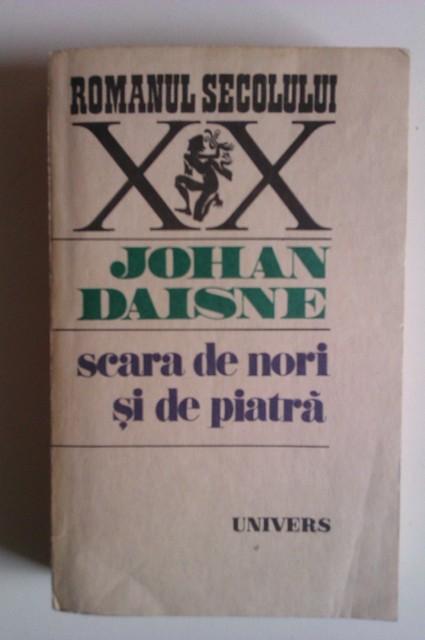 ROMANUL SECOLULUI
XX
JOHAN
DAISNE
scara de nori
și de piatră
UNIVERS